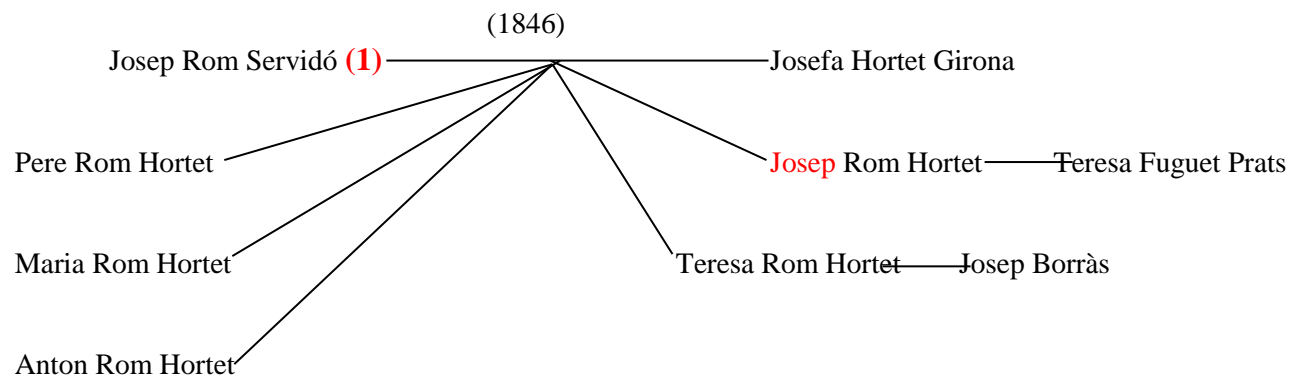 (1846)
Josep Rom Servidó (1) Josefa Hortet Girona
Pere Rom Hortet Josep Rom Hortet Teresa Fuguet Prats
Maria Rom Hortet Teresa Rom Hortet Josep Borràs
Anton Rom Hortet